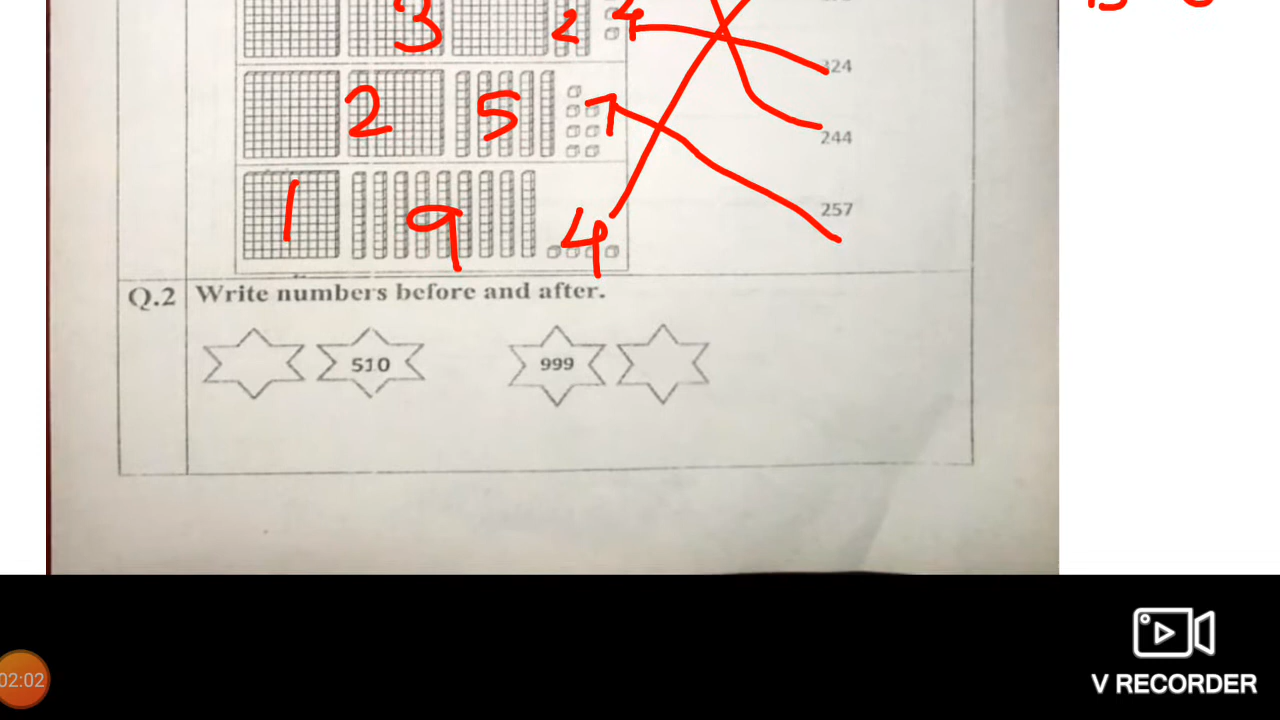 3 2 4
324
2 5 7
244
1 9 4
257
Q.2 Write numbers before and after.
510 999
02:02
V RECORDER